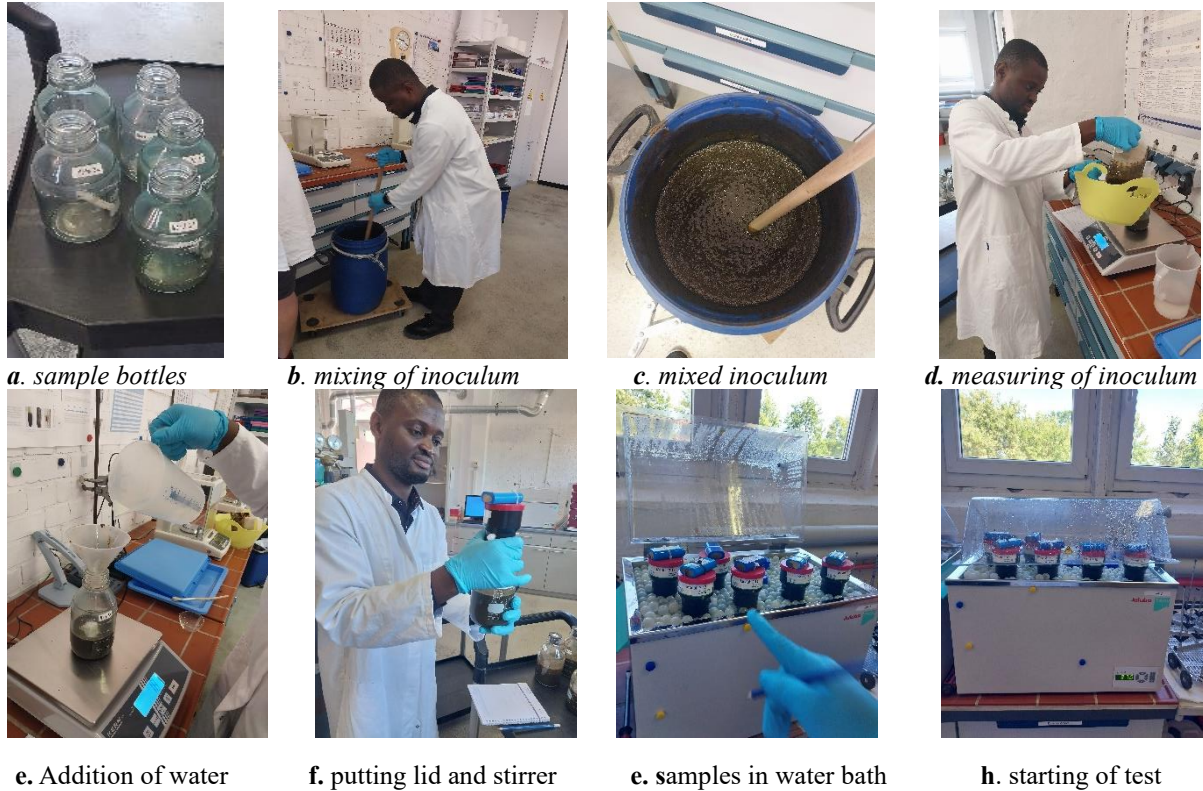 a. sample bottles
b. mixing of inoculum
c. mixed inoculum
d. measuring of inoculum
e. Addition of water
f. putting lid and stirrer
e. samples in water bath
h. starting of test